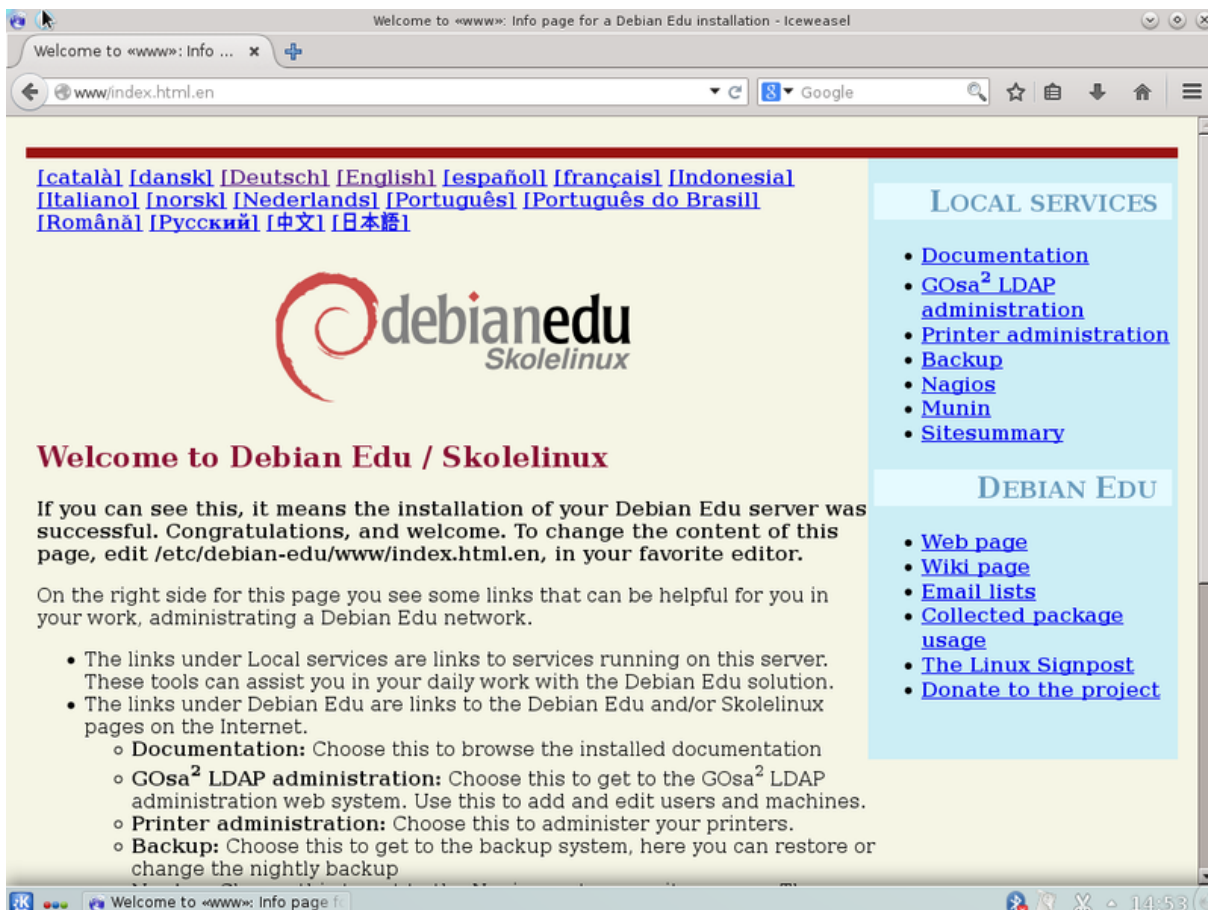 Welcome to «www»: Info page for a Debian Edu installation - Iceweasel
Welcome to «www»: Info ...
www/index.html.en
Google
[català] [dansk] [Deutsch] [English] [español] [français] [Indonesia]
[Italiano] [norsk] [Nederlands] [Português] [Português do Brasil]
[Română] [Русский] [中文] [日本語]
debianedu
Skolelinux
Welcome to Debian Edu / Skolelinux
If you can see this, it means the installation of your Debian Edu server was
successful. Congratulations, and welcome. To change the content of this
page, edit /etc/debian-edu/www/index.html.en, in your favorite editor.
On the right side for this page you see some links that can be helpful for you in
your work, administrating a Debian Edu network.
• The links under Local services are links to services running on this server.
These tools can assist you in your daily work with the Debian Edu solution.
• The links under Debian Edu are links to the Debian Edu and/or Skolelinux
pages on the Internet.
◦ Documentation: Choose this to browse the installed documentation
◦ GOsa² LDAP administration: Choose this to get to the GOsa² LDAP
administration web system. Use this to add and edit users and machines.
◦ Printer administration: Choose this to administer your printers.
◦ Backup: Choose this to get to the backup system, here you can restore or
change the nightly backup
LOCAL SERVICES
• Documentation
• GOsa² LDAP
administration
• Printer administration
• Backup
• Nagios
• Munin
• Sitesummary
DEBIAN EDU
• Web page
• Wiki page
• Email lists
• Collected package
usage
• The Linux Signpost
• Donate to the project
Welcome to «www»: Info page
14:53